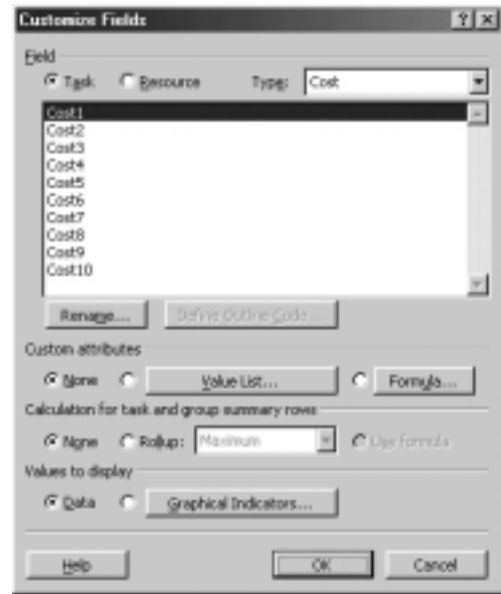 Customize Fields
Field
Task Resource Type: Cost
Cost1
Cost2
Cost3
Cost4
Cost5
Cost6
Cost7
Cost8
Cost9
Cost10
Rename... Define Outline Code...
Custom attributes
None Value List... Formula...
Calculation for task and group summary rows
None Rollup: Maximum Use formula
Values to display
Data Graphical Indicators...
Help OK Cancel